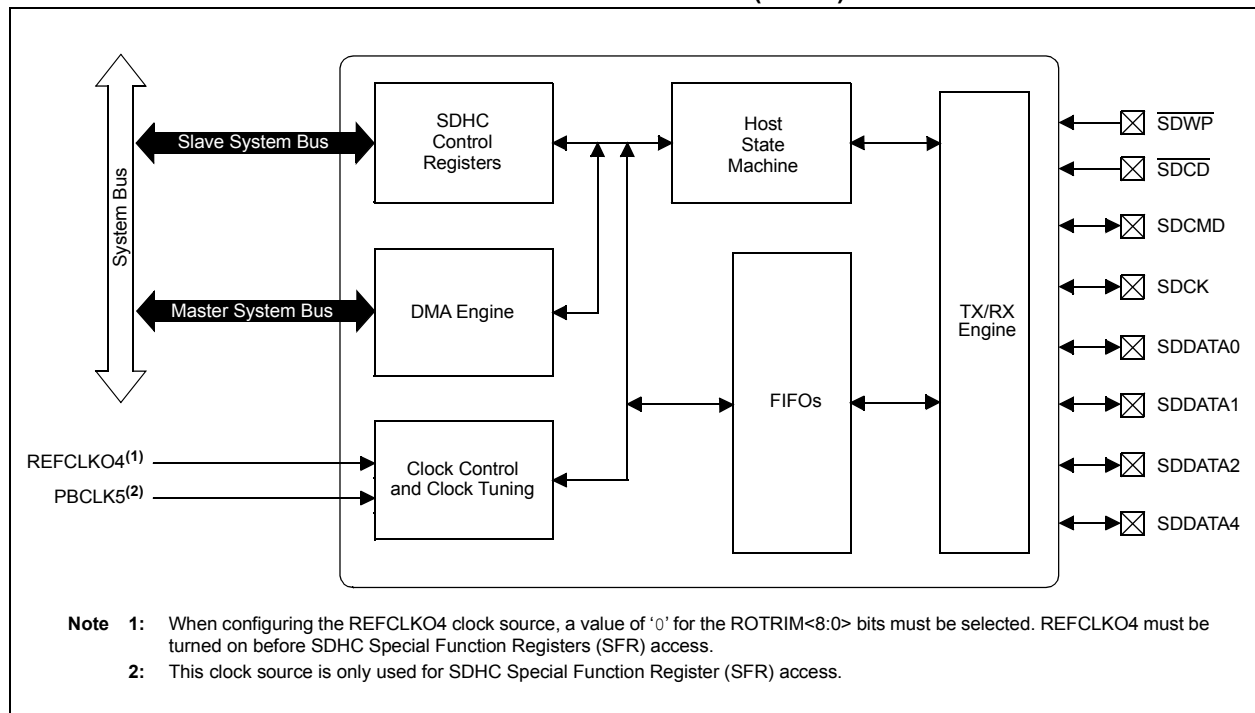 System Bus
Slave System Bus
Master System Bus
SDHC
Control
Registers
Host
State
Machine
DMA Engine
FIFOs
TX/RX
Engine
Clock Control
and Clock Tuning
REFCLKO4(1)
PBCLK5(2)
SDWP
SDCD
SDCMD
SDCK
SDDATA0
SDDATA1
SDDATA2
SDDATA4
Note 1: When configuring the REFCLKO4 clock source, a value of ‘0’ for the ROTRIM<8:0> bits must be selected. REFCLKO4 must be
turned on before SDHC Special Function Registers (SFR) access.
2: This clock source is only used for SDHC Special Function Register (SFR) access.